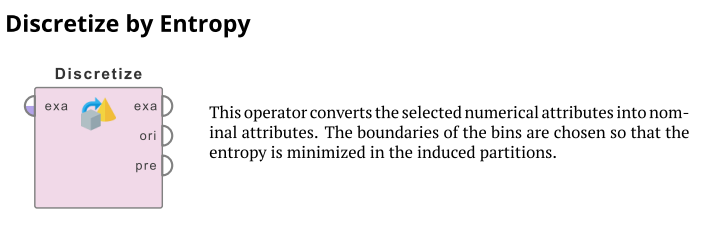 Discretize by Entropy
Discretize
exa exa
ori
pre
This operator converts the selected numerical attributes into nom-
inal attributes. The boundaries of the bins are chosen so that the
entropy is minimized in the induced partitions.